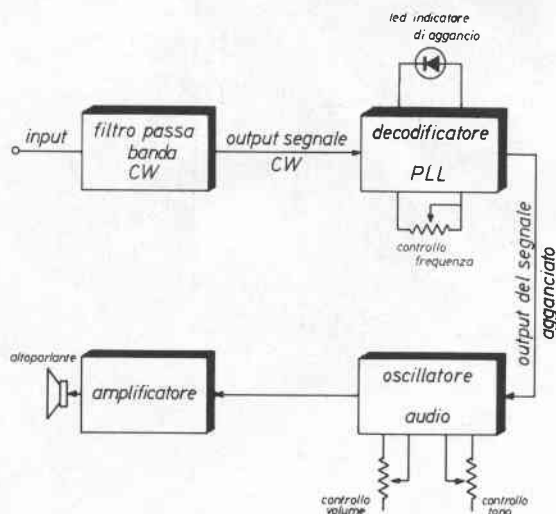 led indicatore
di aggancio
input
filtro passa
banda
CW
output segnale
CW
decodificatore
PLL
controllo
frequenza
output del segnale
agganciato
altoparlante
amplificatore
oscillatore
audio
controllo
volume
controllo
tono